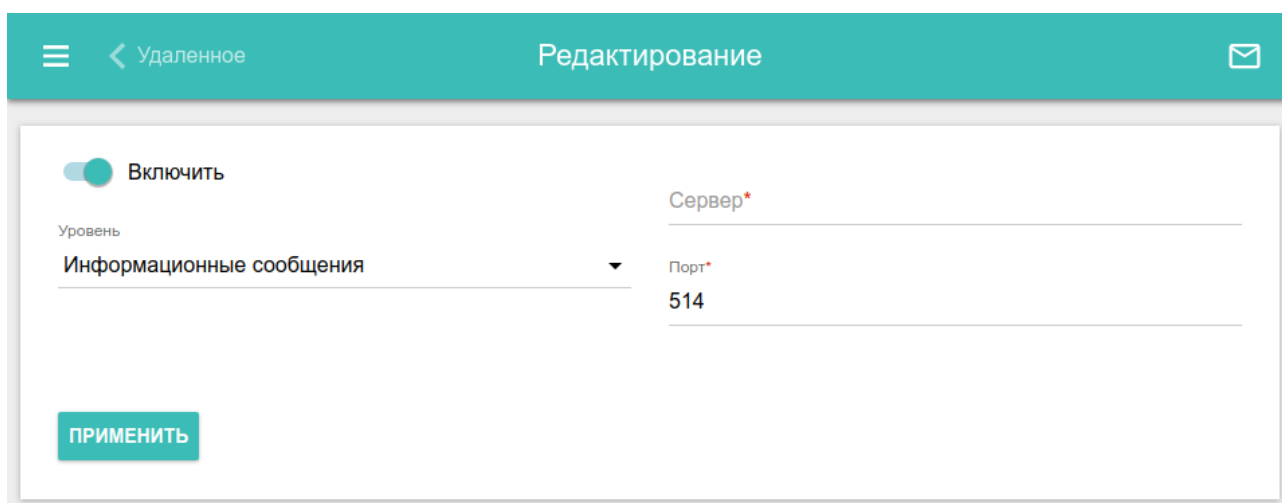 Удаленное
Редактирование
Включить
Сервер*
Уровень
Информационные сообщения
Порт*
514
ПРИМЕНИТЬ